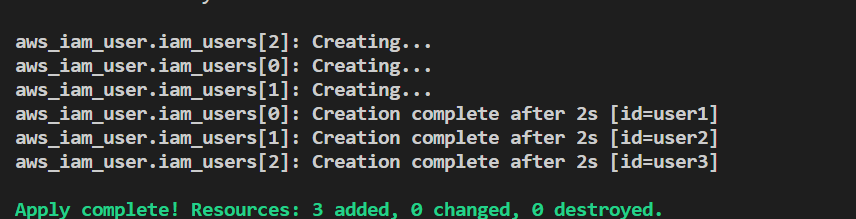 aws_iam_user.iam_users[2]: Creating...
aws_iam_user.iam_users[0]: Creating...
aws_iam_user.iam_users[1]: Creating...
aws_iam_user.iam_users[0]: Creation complete after 2s [id=user1]
aws_iam_user.iam_users[1]: Creation complete after 2s [id=user2]
aws_iam_user.iam_users[2]: Creation complete after 2s [id=user3]
Apply complete! Resources: 3 added, 0 changed, 0 destroyed.